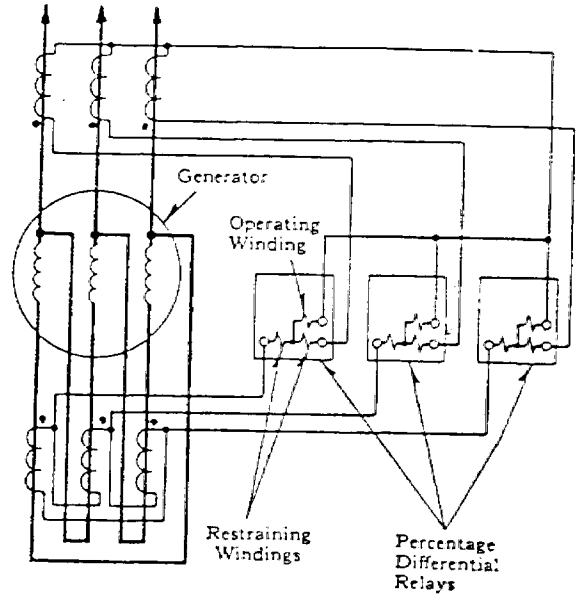 Generator
Operating
Winding
Restraining
Windings
Percentage
Differential
Relays